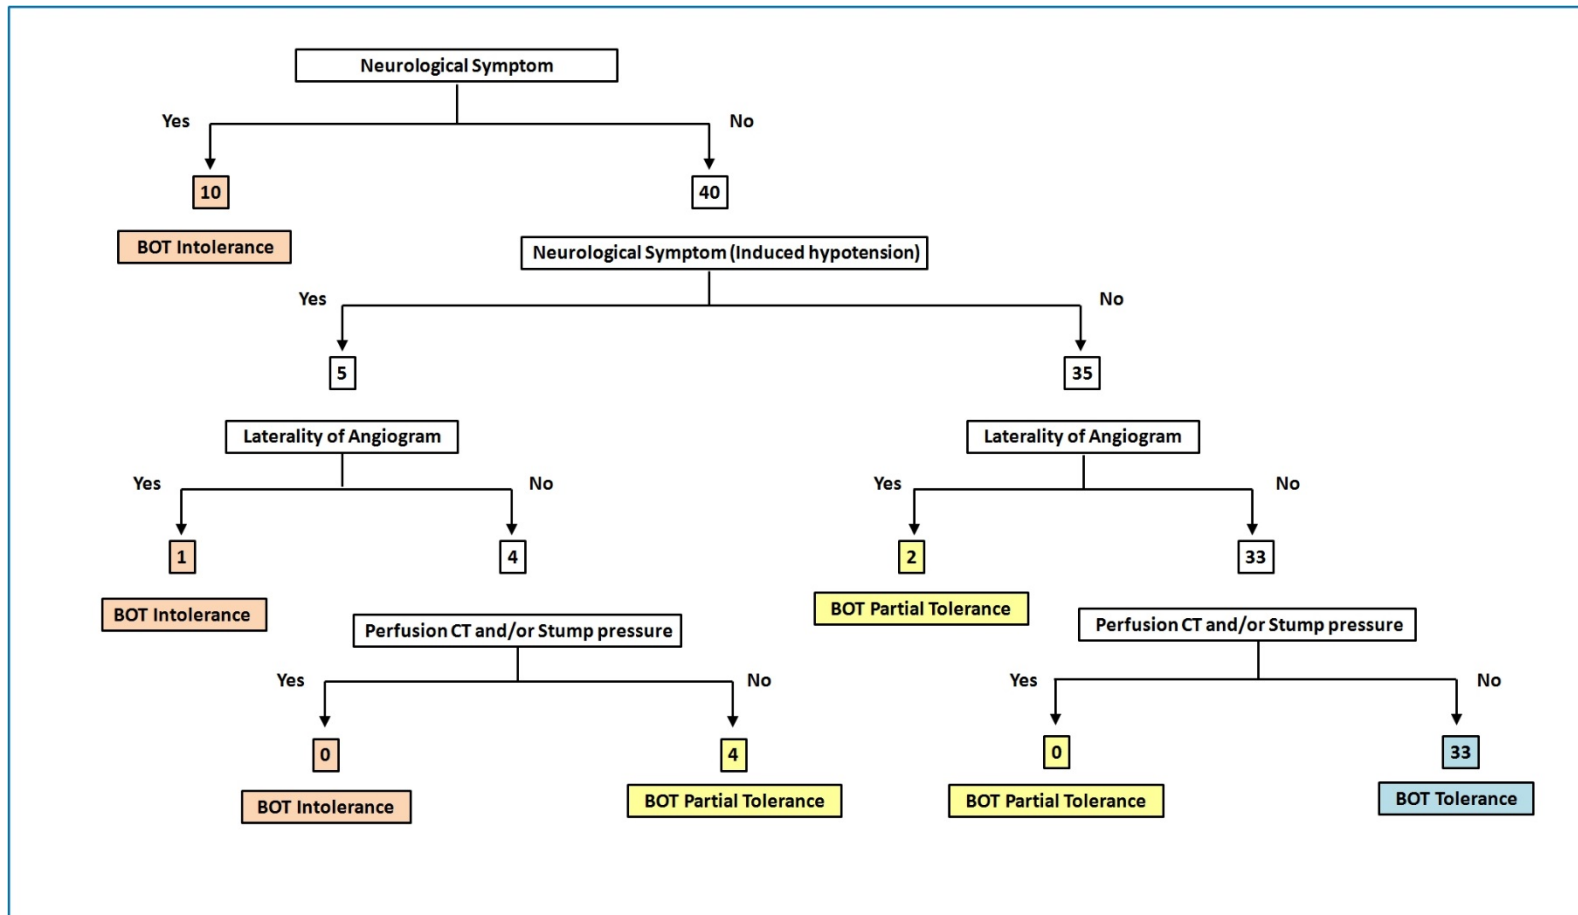 Neurological Symptom
Yes
No
10
40
BOT Intolerance
Neurological Symptom (Induced hypotension)
Yes
No
5
35
Laterality of Angiogram
Laterality of Angiogram
Yes
No
Yes
No
1
4
2
33
BOT Intolerance
BOT Partial Tolerance
Perfusion CT and/or Stump pressure
Perfusion CT and/or Stump pressure
Yes
No
Yes
No
0
4
0
33
BOT Intolerance
BOT Partial Tolerance
BOT Partial Tolerance
BOT Tolerance